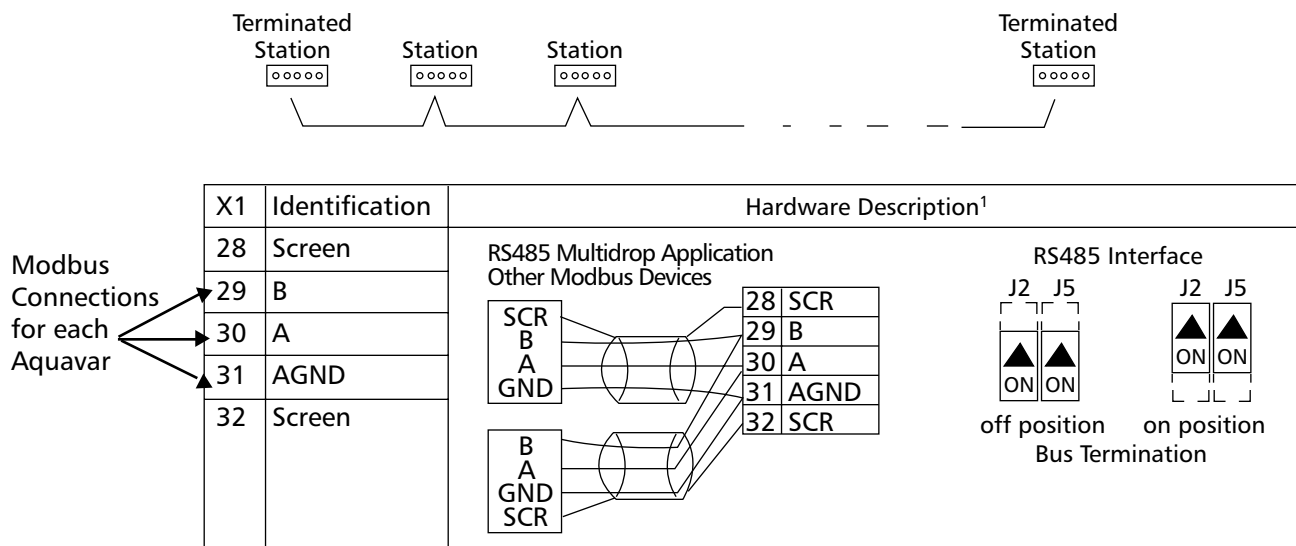 Terminated
Station
Station
Station
Terminated
Station
X1 Identification Hardware Description1
28 Screen
29 B
30 A
31 AGND
32 Screen
Modbus
Connections
for each
Aquavar
RS485 Multidrop Application
Other Modbus Devices
SCR
B
A
GND
B
A
GND
SCR
28 SCR
29 B
30 A
31 AGND
32 SCR
RS485 Interface
J2 J5
ON ON
off position
J2 J5
ON ON
on position
Bus Termination